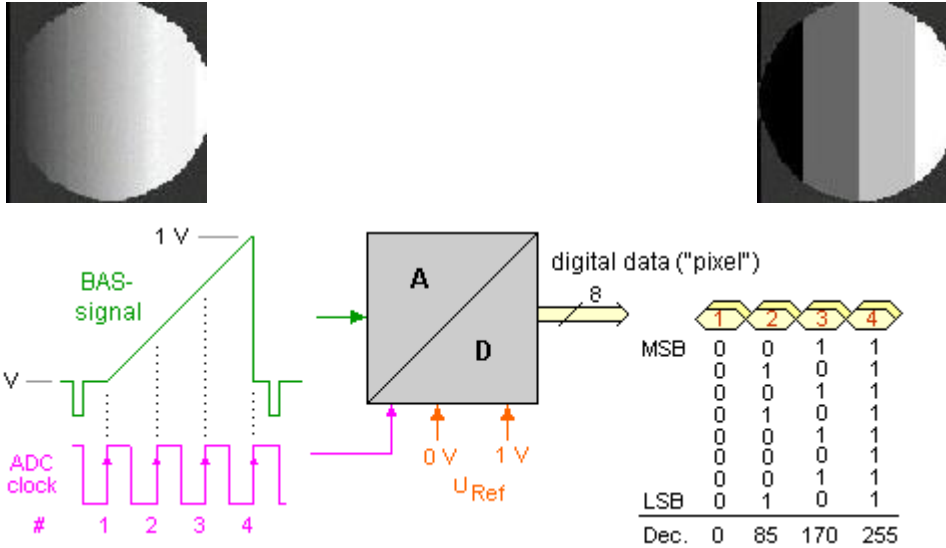 1 V
BAS-
signal
V
A
D
8
digital data ("pixel")
1 2 3 4
MSB 0 0 1 1
0 1 0 1
0 0 1 1
0 1 0 1
0 0 1 1
0 1 0 1
0 0 1 1
LSB 0 1 0 1
Dec. 0 85 170 255
ADC
clock
# 1 2 3 4
0 V 1 V
U Ref